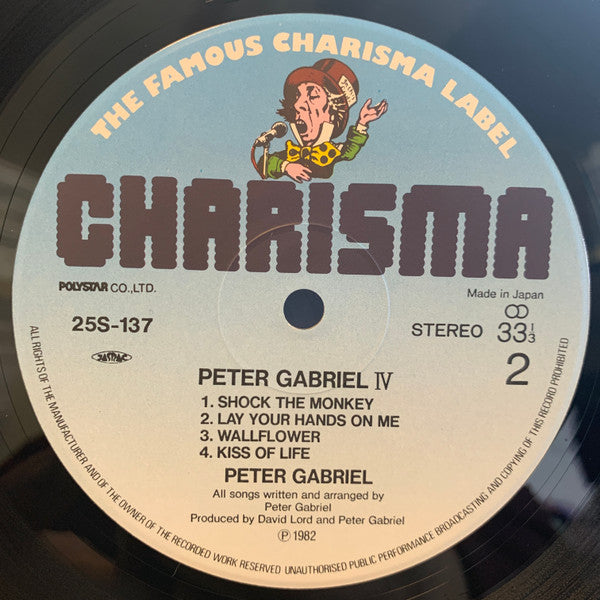 THE FAMOUS CHARISMA LABEL
CHARISMA
POLYSTAR CO.,LTD.
Made in Japan
25S-137
STEREO 33 1/3
JASRAC
2
PETER GABRIEL IV
1. SHOCK THE MONKEY
2. LAY YOUR HANDS ON ME
3. WALLFLOWER
4. KISS OF LIFE
PETER GABRIEL
All songs written and arranged by
Peter Gabriel
Produced by David Lord and Peter Gabriel
Ⓟ 1982
ALL RIGHTS OF THE MANUFACTURER AND OF THE OWNER OF THE RECORDED WORK RESERVED UNAUTHORISED PUBLIC PERFORMANCE BROADCASTING AND COPYING OF THIS RECORD PROHIBITED